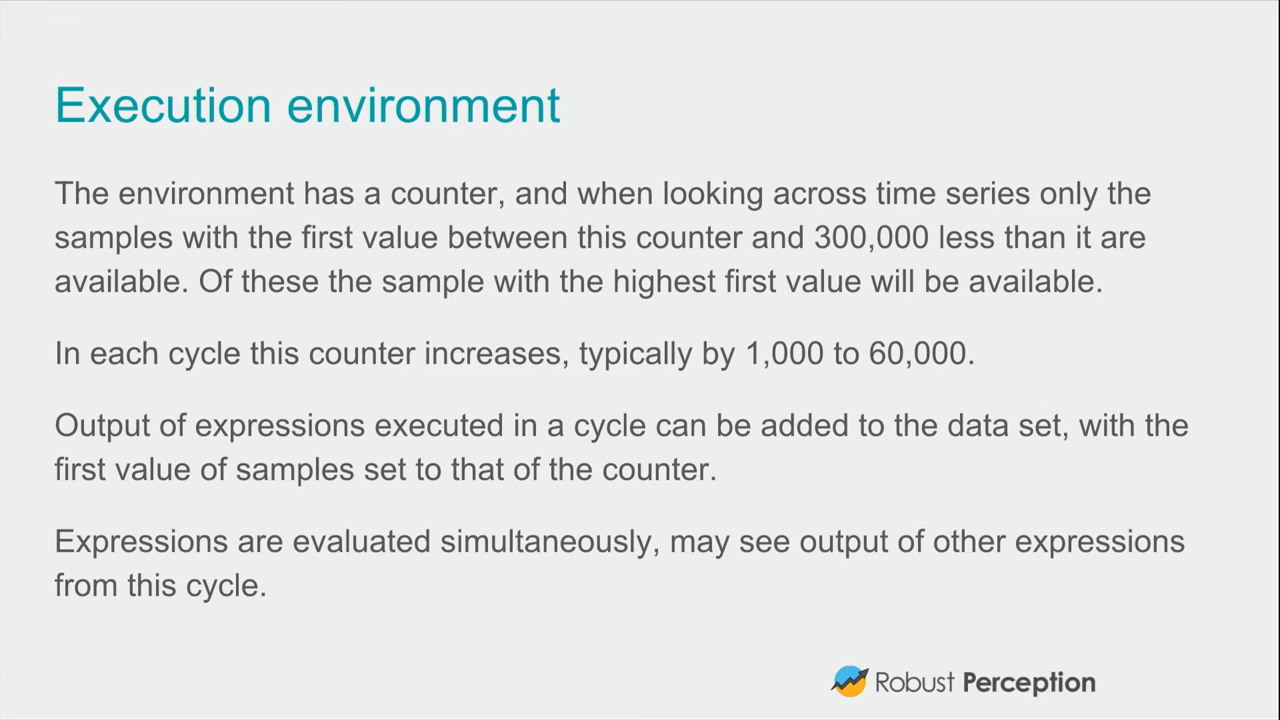 Execution environment
The environment has a counter, and when looking across time series only the
samples with the first value between this counter and 300,000 less than it are
available. Of these the sample with the highest first value will be available.
In each cycle this counter increases, typically by 1,000 to 60,000.
Output of expressions executed in a cycle can be added to the data set, with the
first value of samples set to that of the counter.
Expressions are evaluated simultaneously, may see output of other expressions
from this cycle.
Robust Perception